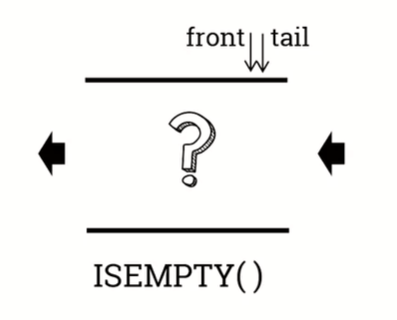 front tail
?
ISEMPTY( )